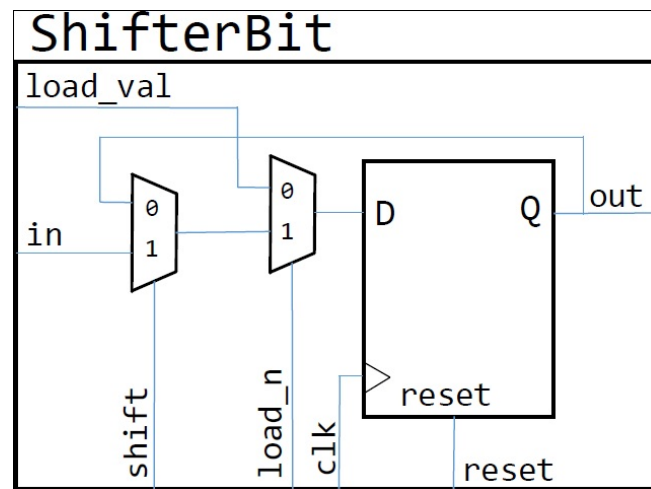 ShifterBit
load_val
0
0
out
D
Q
1
in
1
shift
load_n
clk
reset
reset